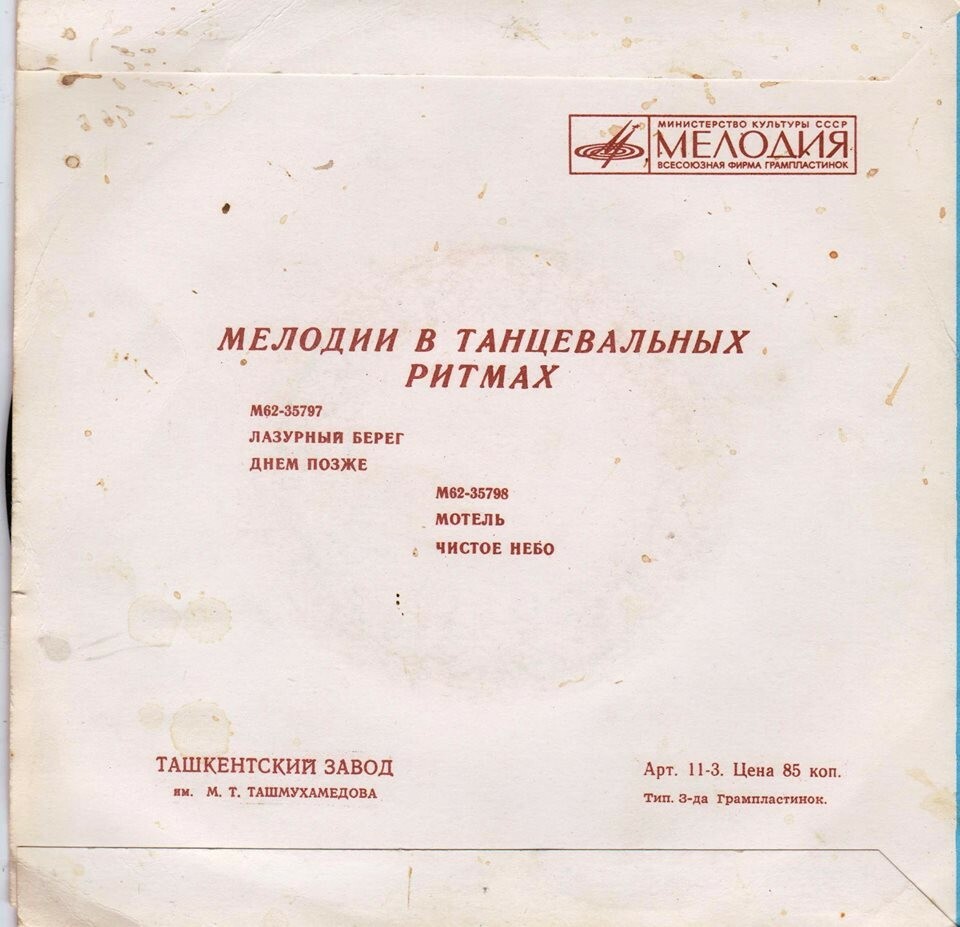 МИНИСТЕРСТВО КУЛЬТУРЫ СССР
МЕЛОДИЯ
ВСЕСОЮЗНАЯ ФИРМА ГРАМПЛАСТИНОК
МЕЛОДИИ В ТАНЦЕВАЛЬНЫХ
РИТМАХ
М62-35797
ЛАЗУРНЫЙ БЕРЕГ
ДНЕМ ПОЗЖЕ
М62-35798
МОТЕЛЬ
ЧИСТОЕ НЕБО
ТАШКЕНТСКИЙ ЗАВОД
им. М. Т. ТАШМУХАМЕДОВА
Арт. 11-3. Цена 85 коп.
Тип. З-да Грампластинок.